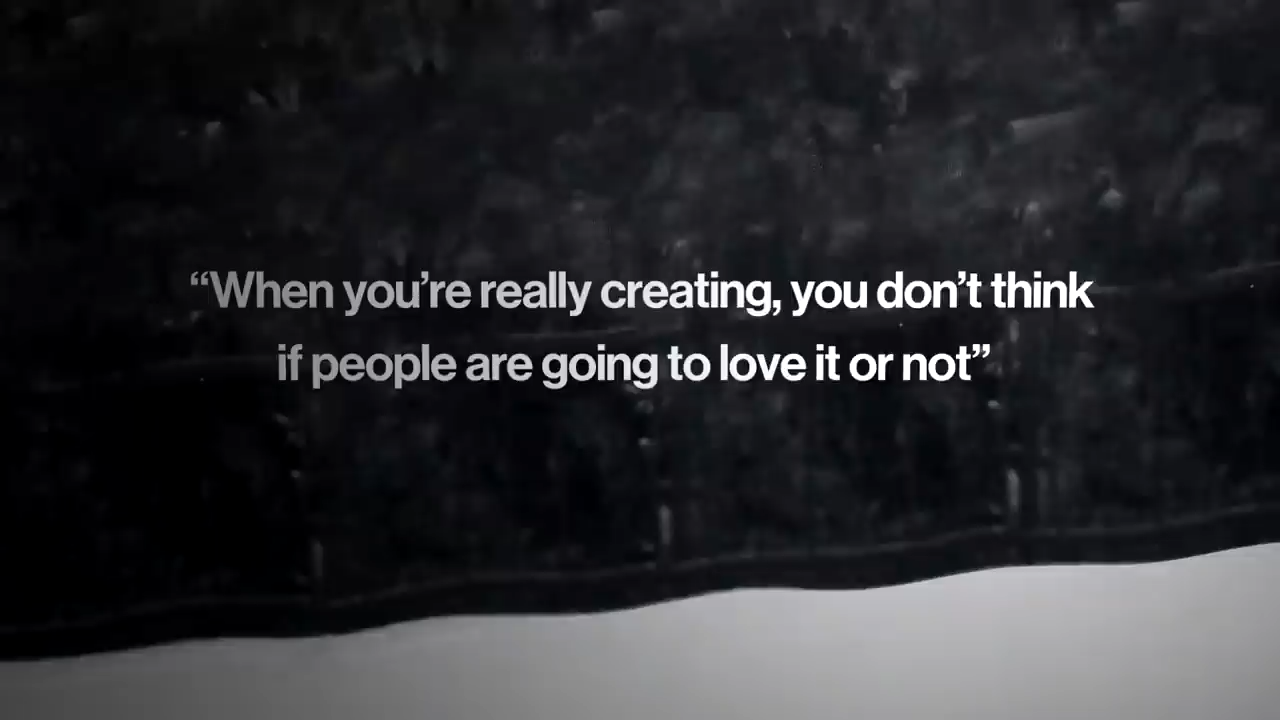 “When you’re really creating, you don’t think
if people are going to love it or not”